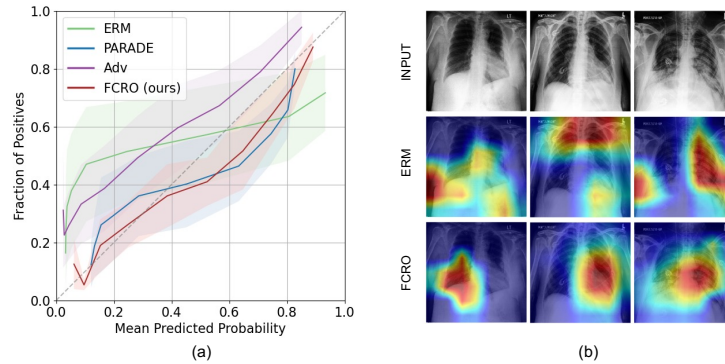 1.0
0.8
0.6
0.4
0.2
0.0
Fraction of Positives
ERM
PARADE
Adv
FCRO (ours)
0.0 0.2 0.4 0.6 0.8 1.0
Mean Predicted Probability
(a)
INPUT
ERM
FCRO
(b)